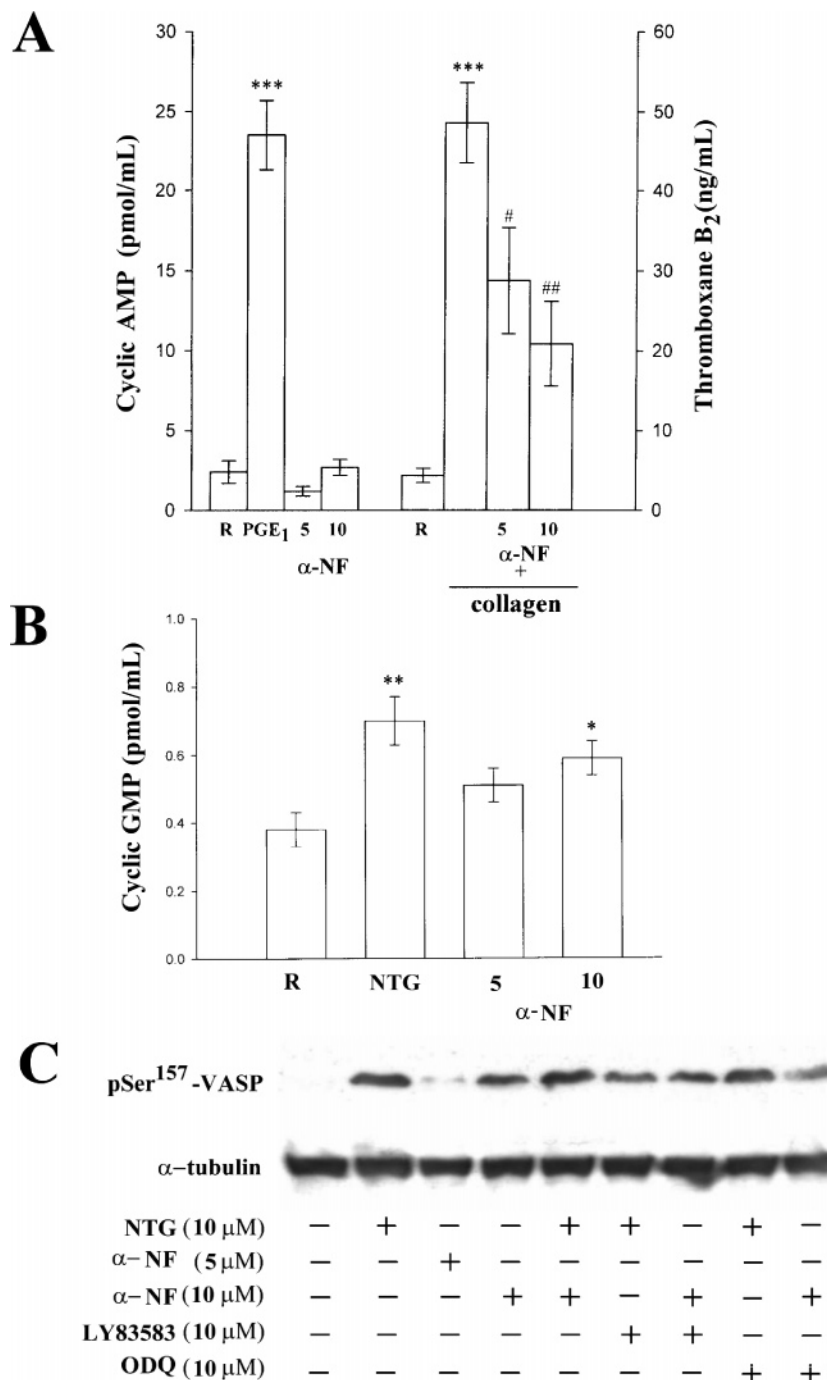 A
30
25
20
15
10
5
0
Cyclic AMP (pmol/mL)
***
***
#
##
60
50
40
30
20
10
0
Thromboxane B2 (ng/mL)
R PGE1 5 10 R 5 10
α-NF α-NF
+
collagen
B
1.0
0.8
0.6
0.4
0.2
0.0
Cyclic GMP (pmol/mL)
**
*
R NTG 5 10
α-NF
C
pSer157-VASP
α-tubulin
NTG (10 μM) − + − − + + − + −
α-NF (5 μM) − − + − − − − − −
α-NF (10 μM) − − − + + − + − +
LY83583 (10 μM) − − − − − + + − −
ODQ (10 μM) − − − − − − − + +